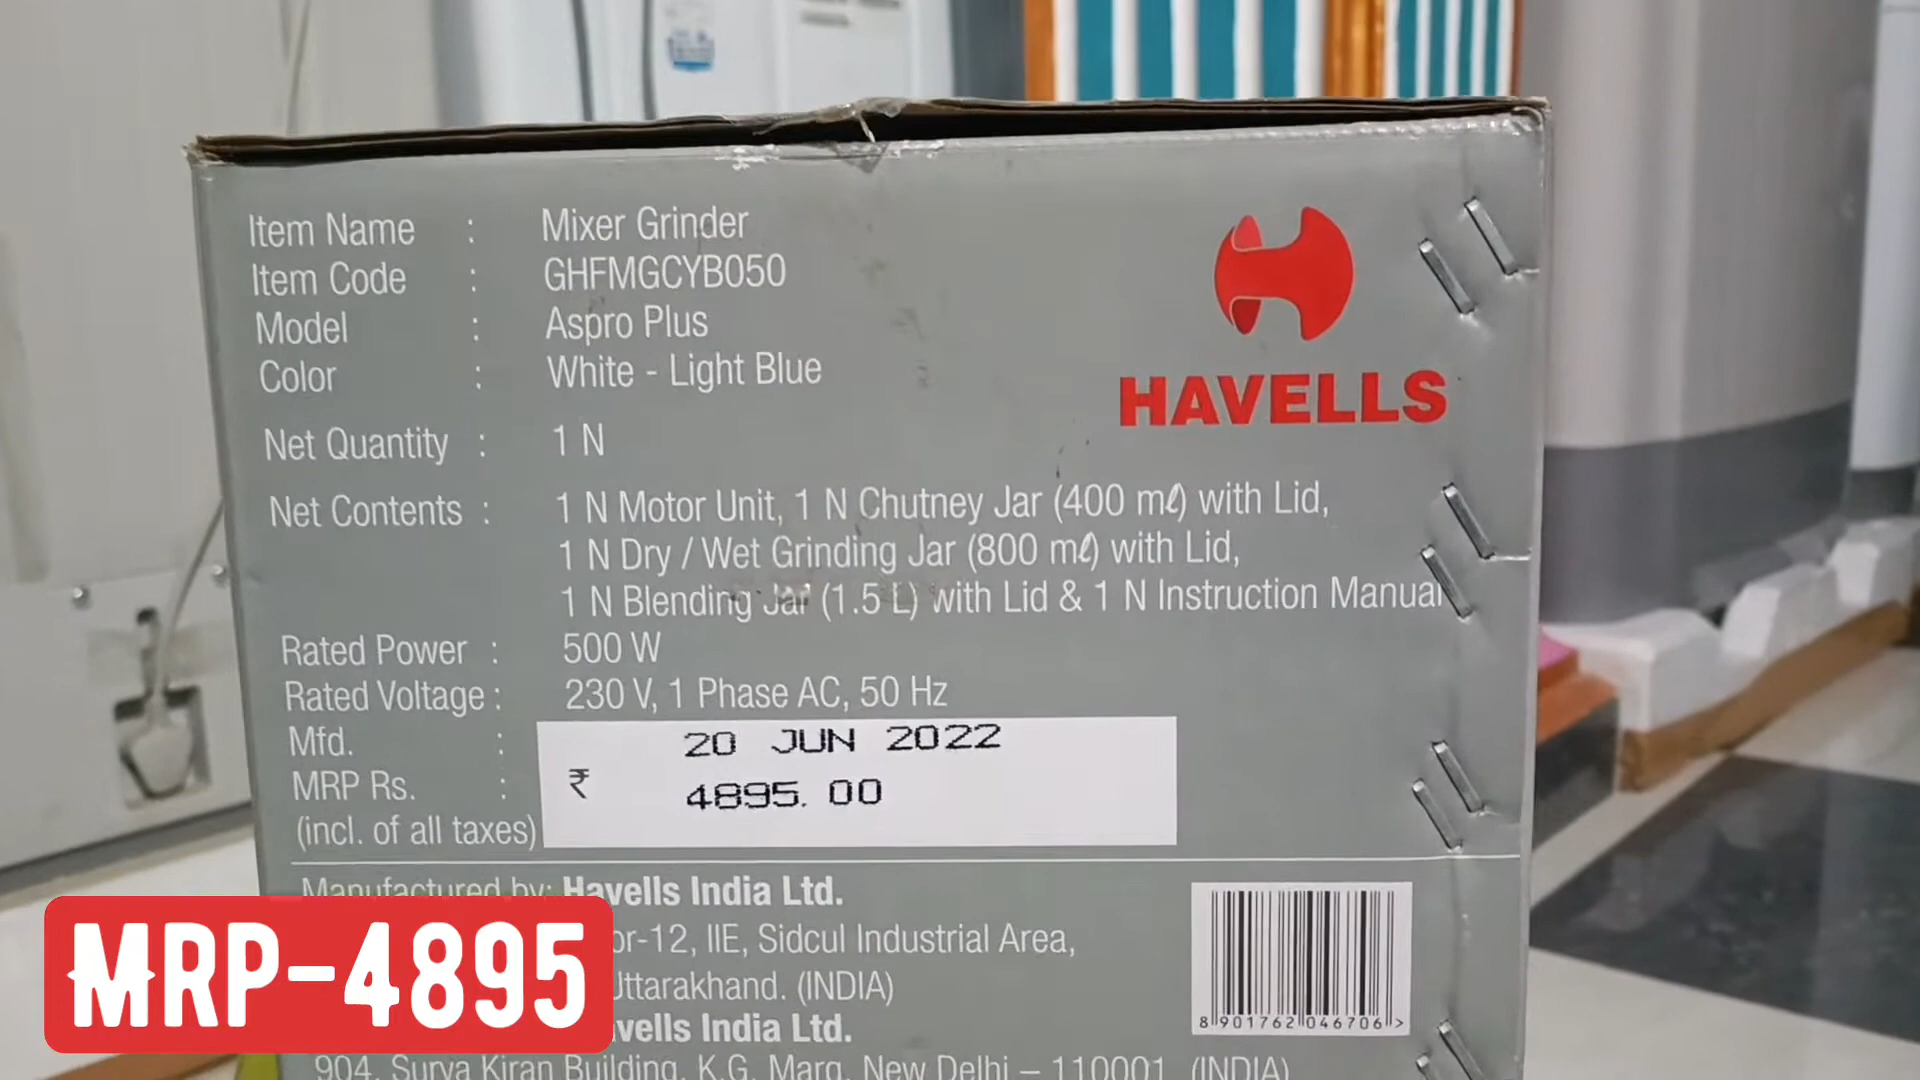 Item Name : Mixer Grinder
Item Code : GHFMGCYB050
Model : Aspro Plus
Color : White - Light Blue
HAVELLS
Net Quantity : 1 N
Net Contents : 1 N Motor Unit, 1 N Chutney Jar (400 mℓ) with Lid,
1 N Dry / Wet Grinding Jar (800 mℓ) with Lid,
1 N Blending Jar (1.5 L) with Lid & 1 N Instruction Manual
Rated Power : 500 W
Rated Voltage : 230 V, 1 Phase AC, 50 Hz
Mfd. : 20 JUN 2022
MRP Rs. : ₹ 4895.00
(incl. of all taxes)
Manufactured by: Havells India Ltd.
or-12, IIE, Sidcul Industrial Area,
Uttarakhand. (INDIA)
Havells India Ltd.
904, Surya Kiran Building, K.G. Marg, New Delhi – 110001, (INDIA)
8 901762 046706 >
MRP-4895